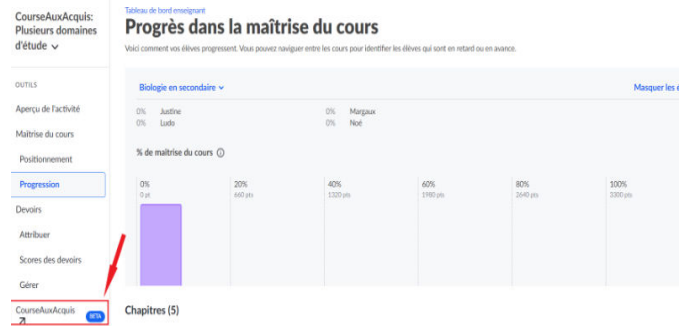 CourseAuxAcquis:
Plusieurs domaines
d'étude
OUTILS
Aperçu de l'activité
Maîtrise du cours
Positionnement
Progression
Devoirs
Attribuer
Scores des devoirs
Gérer
CourseAuxAcquis
BETA
Tableau de bord enseignant
Progrès dans la maîtrise du cours
Voici comment vos élèves progressent. Vous pouvez naviguer entre les cours pour identifier les élèves qui sont en retard ou en avance.
Biologie en secondaire
Masquer les é
0% Justine 0% Margaux
0% Ludo 0% Noé
% de maîtrise du cours
0% 20% 40% 60% 80% 100%
0 pt 660 pts 1320 pts 1980 pts 2640 pts 3300 pts
Chapitres (5)